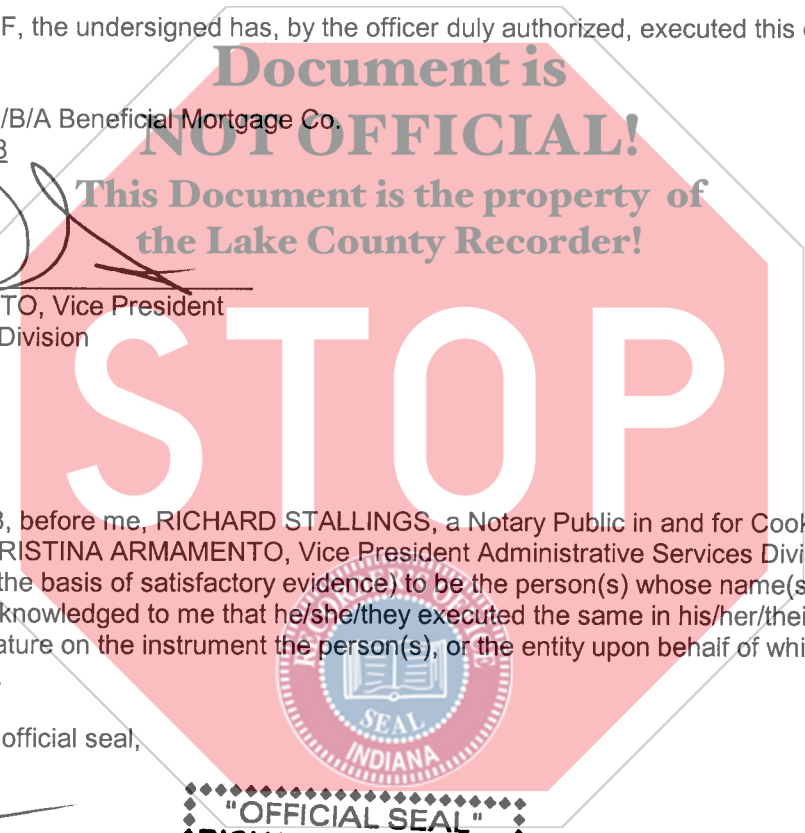 F, the undersigned has, by the officer duly authorized, executed this
Document is
/B/A Beneficial Mortgage Co.
NOT OFFICIAL!
This Document is the property of
the Lake County Recorder!
TO, Vice President
Division
STOP
, before me, RICHARD STALLINGS, a Notary Public in and for Cook
RISTINA ARMAMENTO, Vice President Administrative Services Divi
the basis of satisfactory evidence) to be the person(s) whose name(s
knowledged to me that he/she/they executed the same in his/her/thei
ature on the instrument the person(s), or the entity upon behalf of whi
SEAL
INDIANA
official seal,
"OFFICIAL SEAL"